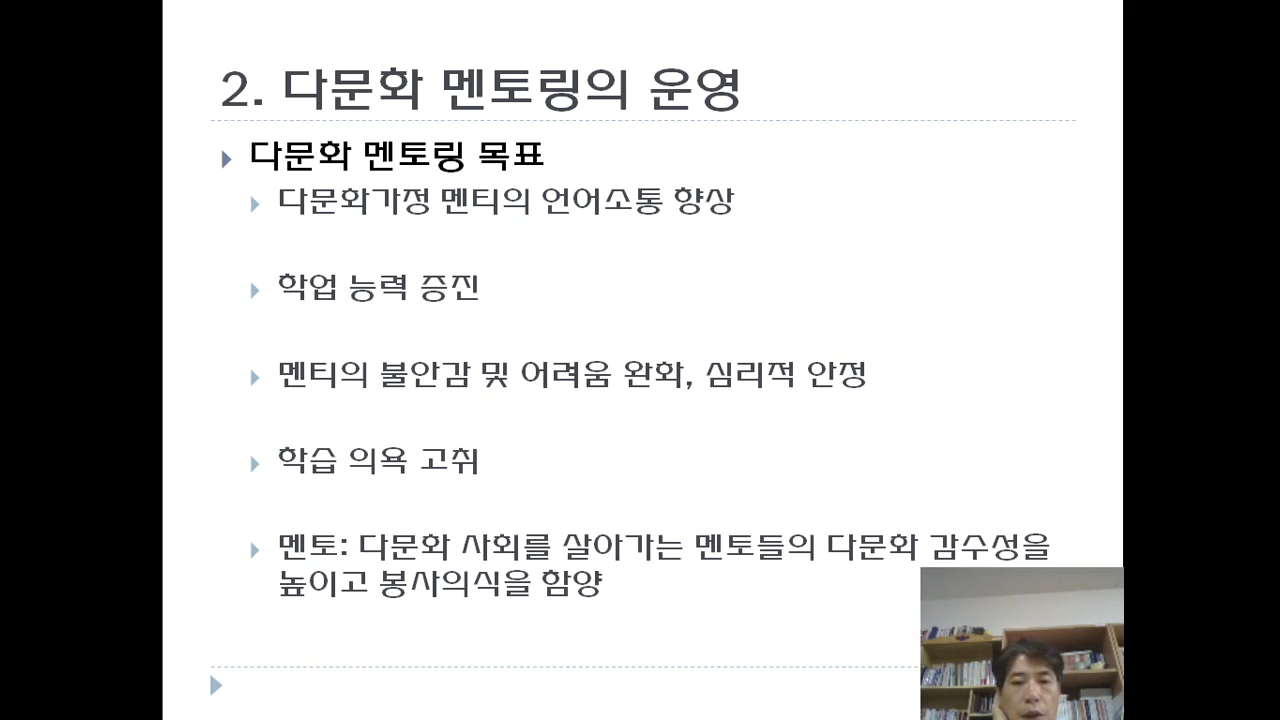 2. 다문화 멘토링의 운영
다문화 멘토링 목표
다문화가정 멘티의 언어소통 향상
학업 능력 증진
멘티의 불안감 및 어려움 완화, 심리적 안정
학습 의욕 고취
멘토: 다문화 사회를 살아가는 멘토들의 다문화 감수성을
높이고 봉사의식을 함양